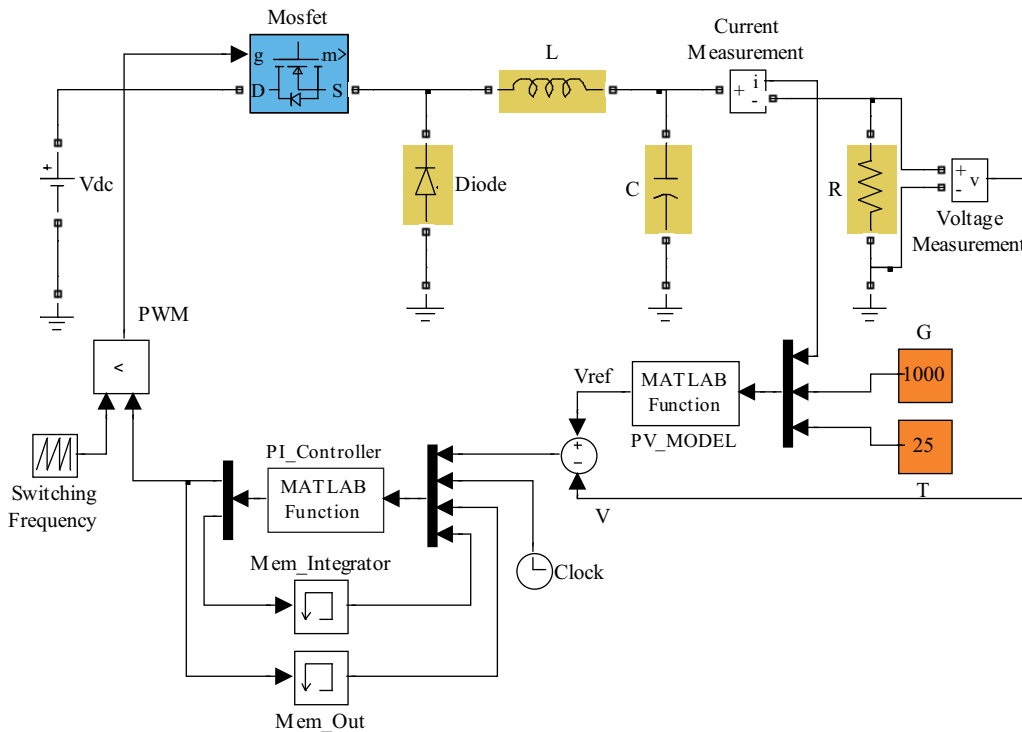 Mosfet
g
m
D
S
L
Current
Measurement
i
+
-
+
Vdc
Diode
C
R
+
-
v
Voltage
Measurement
PWM
<
G
1000
Vref
MATLAB
Function
PV_MODEL
25
T
+
-
V
PI_Controller
MATLAB
Function
Switching
Frequency
Mem_Integrator
Clock
Mem_Out